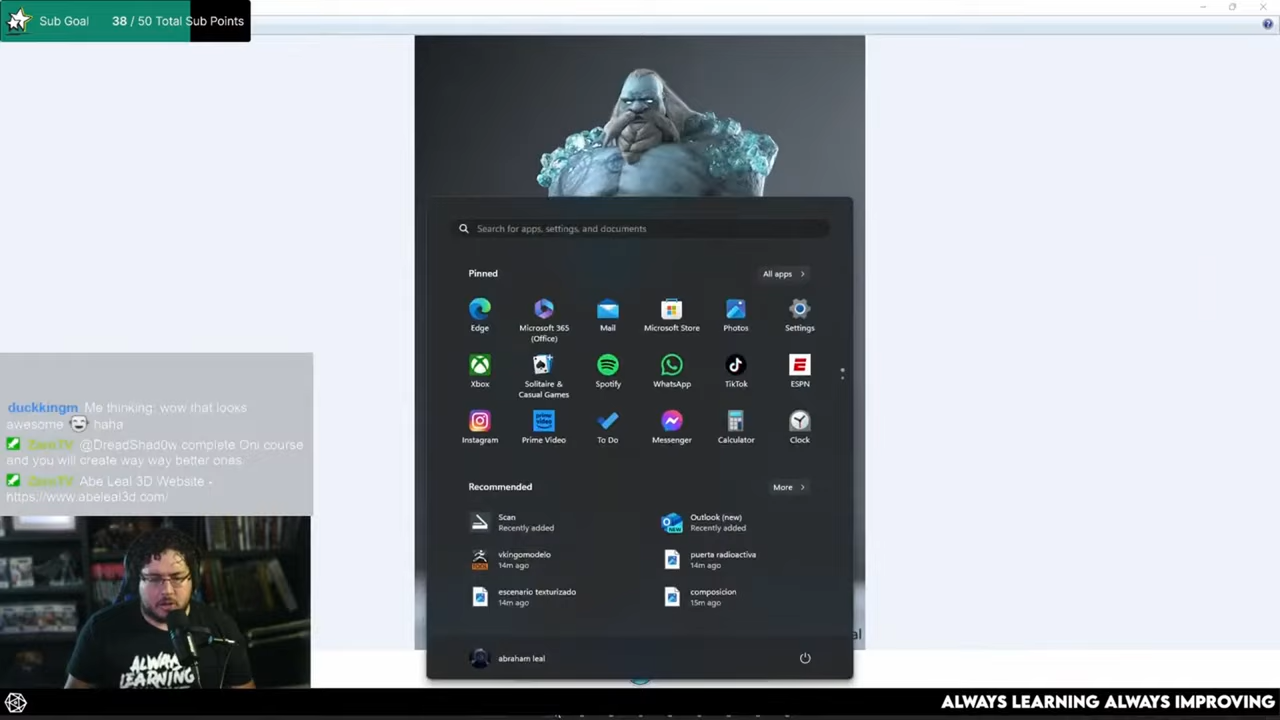 Sub Goal 38 / 50 Total Sub Points
Search for apps, settings, and documents
Pinned
All apps
Edge
Microsoft 365
(Office)
Mail
Microsoft Store
Photos
Settings
Xbox
Solitaire &
Casual Games
Spotify
WhatsApp
TikTok
ESPN
Instagram
Prime Video
To Do
Messenger
Calculator
Clock
Recommended
More
Scan
Recently added
Outlook (new)
Recently added
vkingomodelo
14m ago
puerta radioactiva
14m ago
escenario texturizado
14m ago
composicion
15m ago
abraham leal
al
duckkingm Me thinking: wow that looks
awesome haha
@DreadShad0w complete Oni course
and you will create way way better ones
Abe Leal 3D Website -
https://www.abeleal3d.com/
ALWAYS
LEARNING
ALWAYS LEARNING ALWAYS IMPROVING